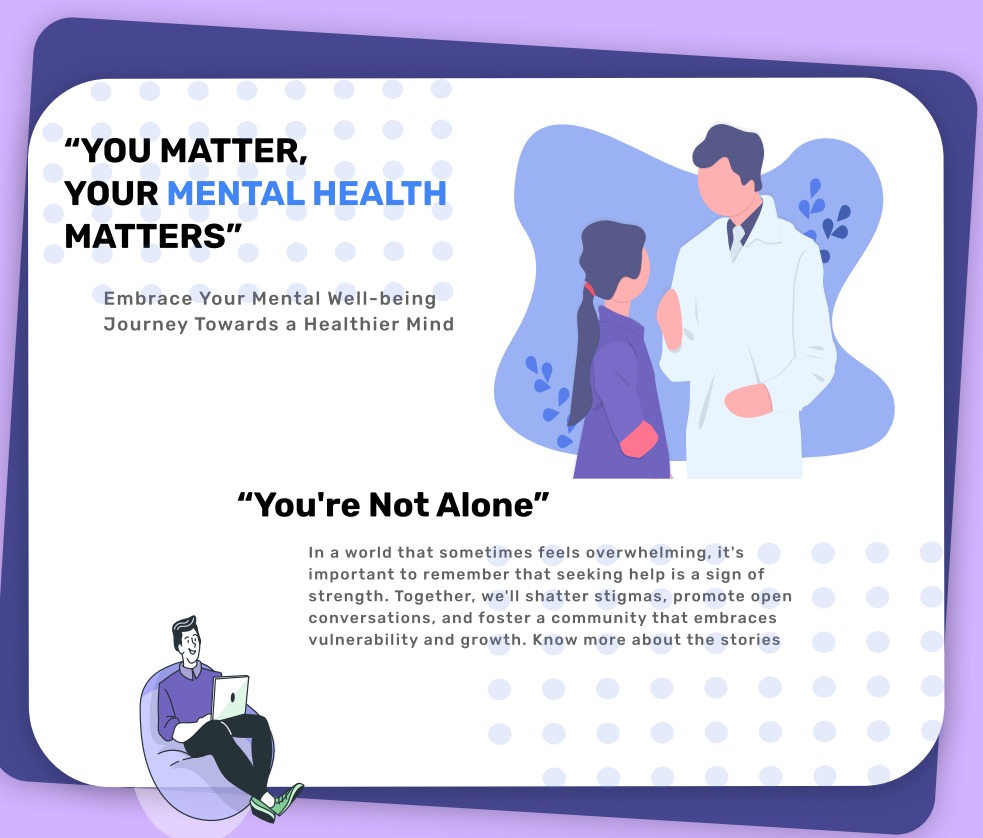 “YOU MATTER,
YOUR MENTAL HEALTH
MATTERS”
Embrace Your Mental Well-being
Journey Towards a Healthier Mind
“You're Not Alone”
In a world that sometimes feels overwhelming, it's
important to remember that seeking help is a sign of
strength. Together, we'll shatter stigmas, promote open
conversations, and foster a community that embraces
vulnerability and growth. Know more about the stories